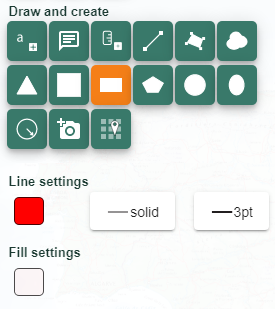 Draw and create
a
Line settings
solid
3pt
Fill settings